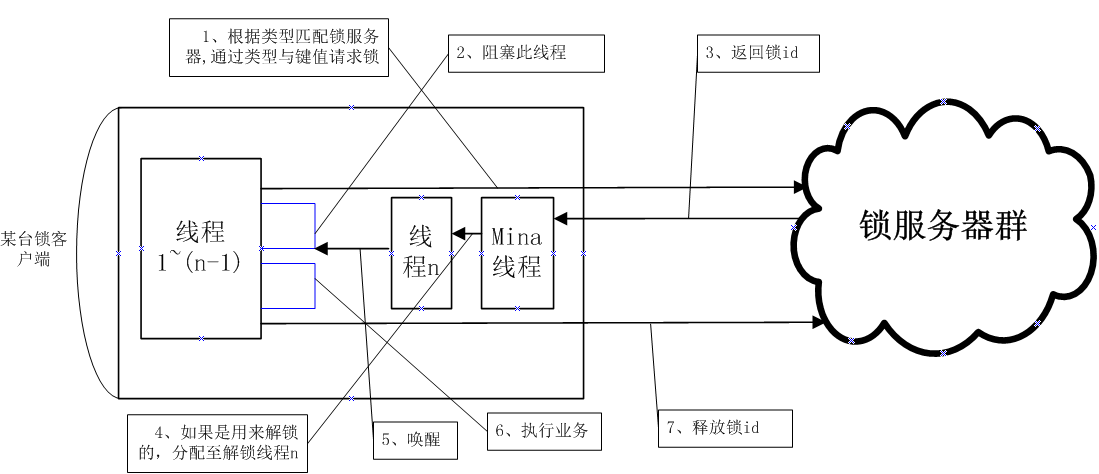 1、根据类型匹配锁服务
器,通过类型与键值请求锁
2、阻塞此线程
3、返回锁id
某台锁客
户端
线程
1~(n-1)
线
程n
Mina
线程
锁服务器群
4、如果是用来解锁
的，分配至解锁线程n
5、唤醒
6、执行业务
7、释放锁id